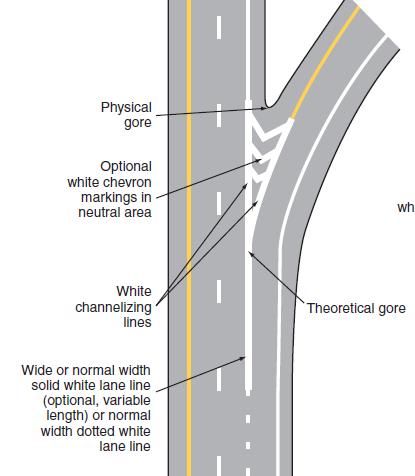 Physical
gore
Optional
white chevron
markings in
neutral area
wh
White
channelizing
lines
Theoretical gore
Wide or normal width
solid white lane line
(optional, variable
length) or normal
width dotted white
lane line